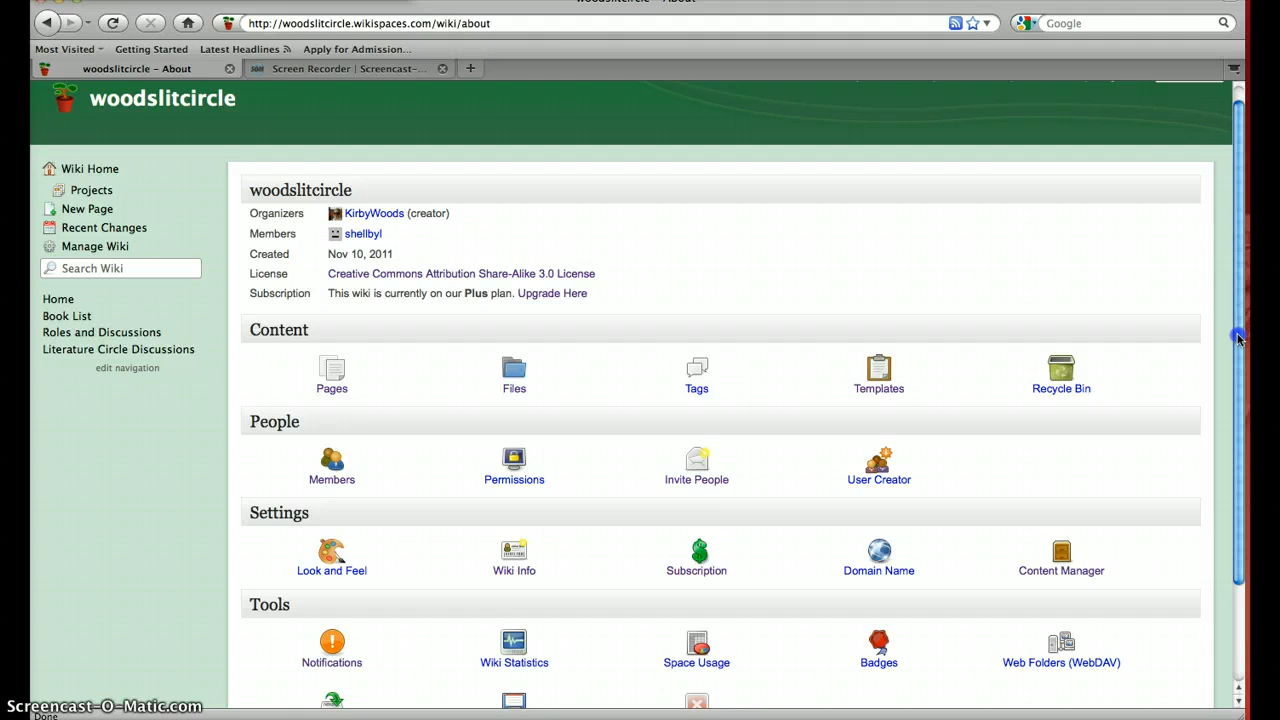 woodslitcircle – About
http://woodslitcircle.wikispaces.com/wiki/about
Google
Most Visited
Getting Started
Latest Headlines
Apply for Admission...
woodslitcircle – About
Screen Recorder | Screencast-...
woodslitcircle
Wiki Home
Projects
New Page
Recent Changes
Manage Wiki
Search Wiki
Home
Book List
Roles and Discussions
Literature Circle Discussions
edit navigation
woodslitcircle
Organizers KirbyWoods (creator)
Members shellbyl
Created Nov 10, 2011
License Creative Commons Attribution Share-Alike 3.0 License
Subscription This wiki is currently on our Plus plan. Upgrade Here
Content
Pages Files Tags Templates Recycle Bin
People
Members Permissions Invite People User Creator
Settings
Look and Feel Wiki Info Subscription Domain Name Content Manager
Tools
Notifications Wiki Statistics Space Usage Badges Web Folders (WebDAV)
Screencast-O-Matic.com
Done